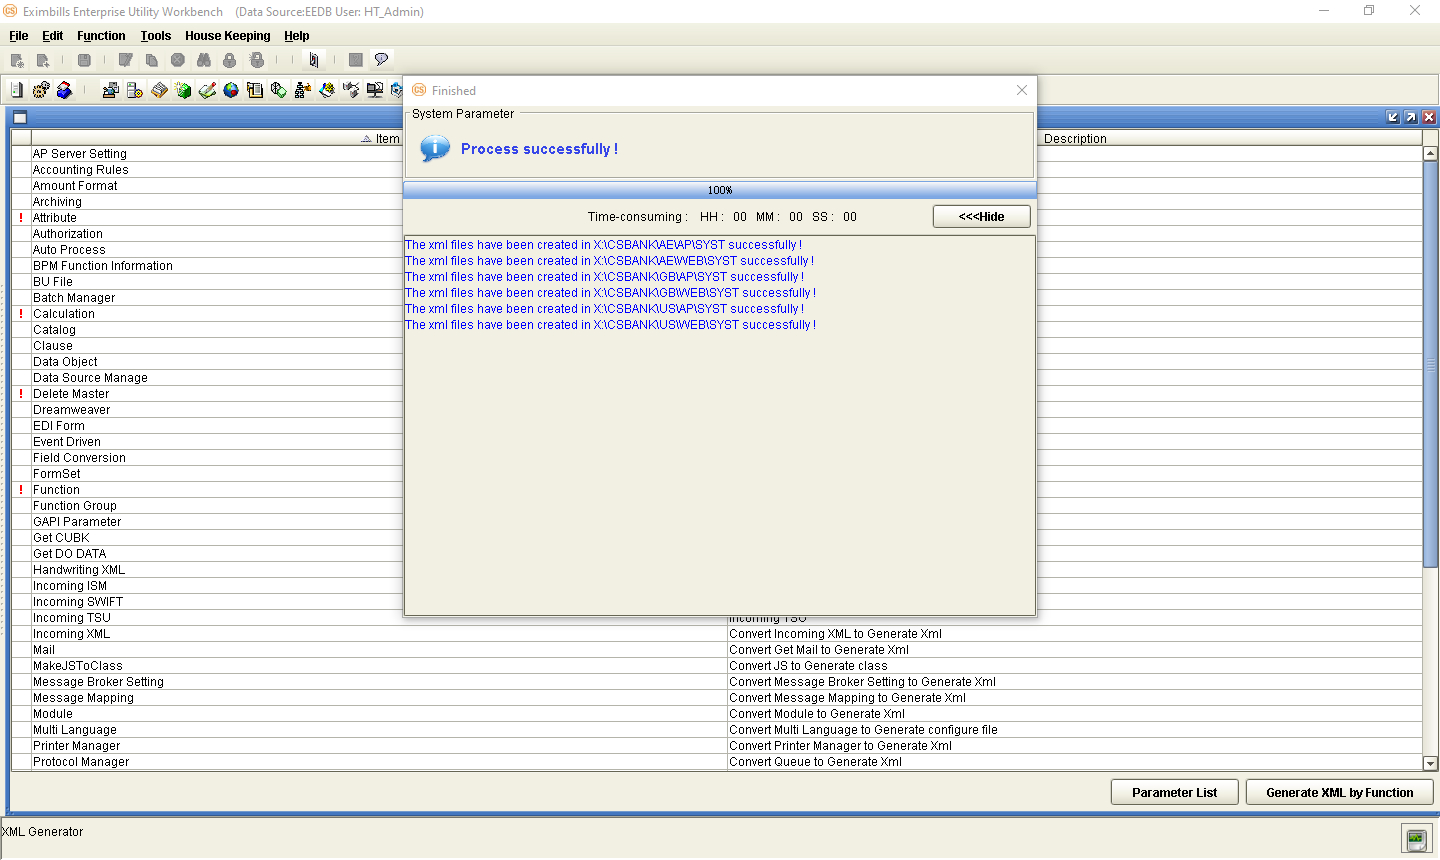 Eximbills Enterprise Utility Workbench (Data Source:EEDB User: HT_Admin)
File Edit Function Tools House Keeping Help
Finished
System Parameter
Process successfully !
100%
Time-consuming : HH : 00 MM : 00 SS : 00
<<<Hide
The xml files have been created in X:\CSBANK\AE\AP\SYST successfully !
The xml files have been created in X:\CSBANK\AE\WEB\SYST successfully !
The xml files have been created in X:\CSBANK\GB\AP\SYST successfully !
The xml files have been created in X:\CSBANK\GB\WEB\SYST successfully !
The xml files have been created in X:\CSBANK\US\AP\SYST successfully !
The xml files have been created in X:\CSBANK\US\WEB\SYST successfully !
Item Description
AP Server Setting
Accounting Rules
Amount Format
Archiving
! Attribute
Authorization
Auto Process
BPM Function Information
BU File
Batch Manager
! Calculation
Catalog
Clause
Data Object
Data Source Manage
! Delete Master
Dreamweaver
EDI Form
Event Driven
Field Conversion
FormSet
! Function
Function Group
GAPI Parameter
Get CUBK
Get DO DATA
Handwriting XML
Incoming ISM
Incoming SWIFT
Incoming TSU Incoming TSU
Incoming XML Convert Incoming XML to Generate Xml
Mail Convert Get Mail to Generate Xml
MakeJSToClass Convert JS to Generate class
Message Broker Setting Convert Message Broker Setting to Generate Xml
Message Mapping Convert Message Mapping to Generate Xml
Module Convert Module to Generate Xml
Multi Language Convert Multi Language to Generate configure file
Printer Manager Convert Printer Manager to Generate Xml
Protocol Manager Convert Queue to Generate Xml
Parameter List Generate XML by Function
XML Generator